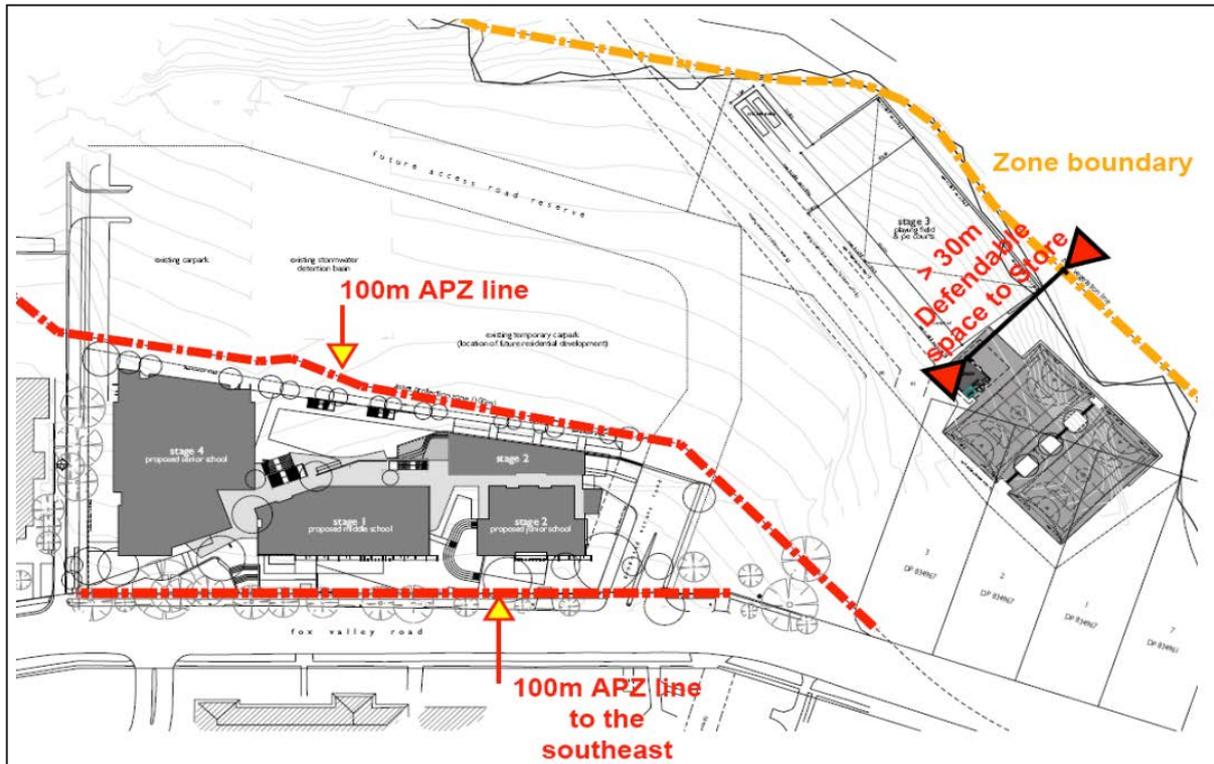 Zone boundary
future access road reserve
stage 3
playing field
& pe courts
> 30m
Defendable
space to Store
existing carpark
existing stormwater
detention basin
100m APZ line
existing temporary carpark
(location of future residential development)
stage 4
proposed senior school
stage 2
stage 1
proposed middle school
stage 2
proposed junior school
3
DP 834967
2
DP 834967
1
DP 834967
7
fox valley road
100m APZ line
to the
southeast